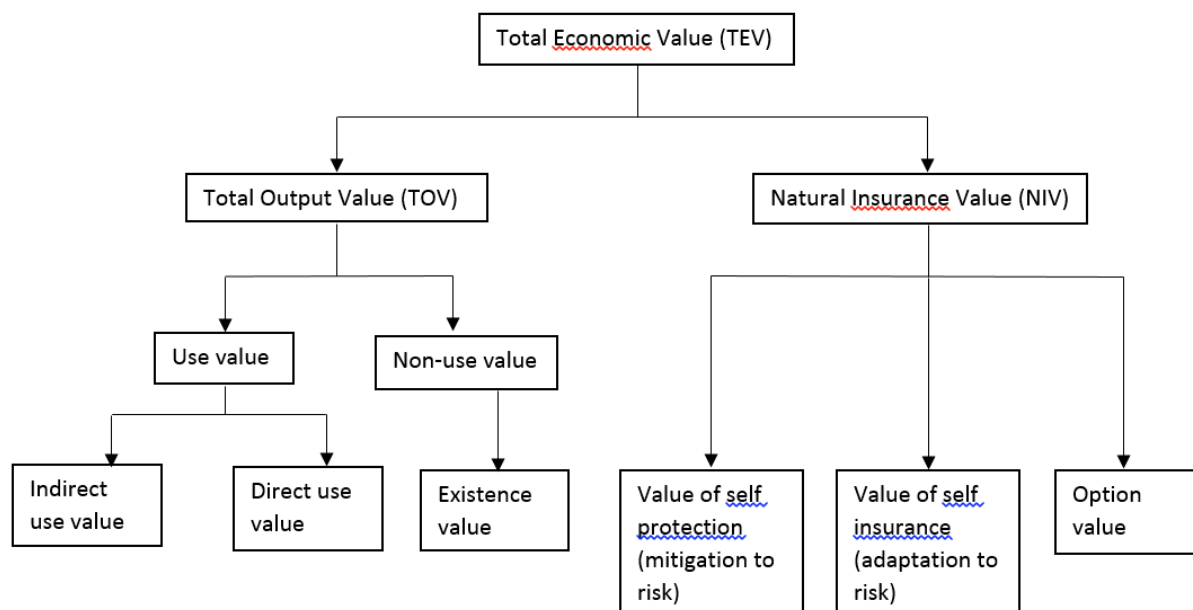 Total Economic Value (TEV)
Total Output Value (TOV)
Natural Insurance Value (NIV)
Use value
Non-use value
Indirect
use value
Direct use
value
Existence
value
Value of self
protection
(mitigation to
risk)
Value of self
insurance
(adaptation to
risk)
Option
value